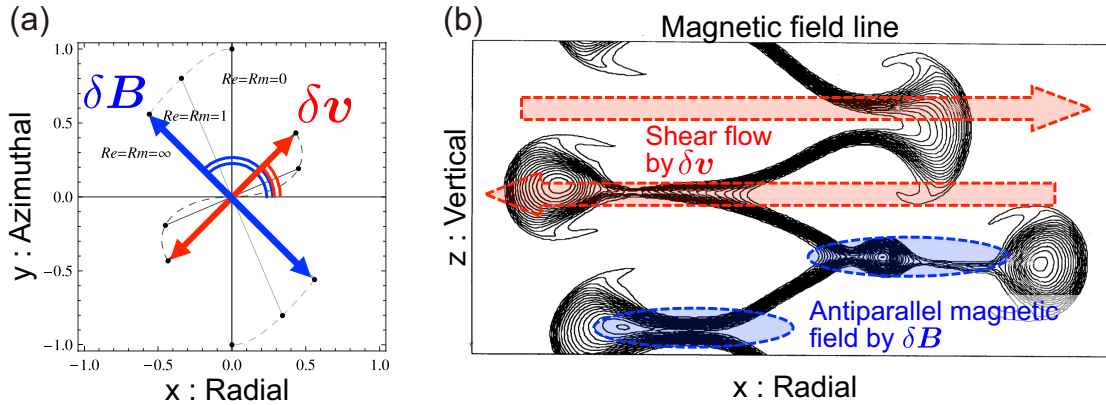 (a)
1.0
0.5
0.0
-0.5
-1.0
-1.0
-0.5
0.0
0.5
1.0
y : Azimuthal
x : Radial
Re=Rm=0
Re=Rm=1
Re=Rm=∞
δB
δv
(b)
Magnetic field line
Shear flow
by δv
Antiparallel magnetic
field by δB
z : Vertical
x : Radial